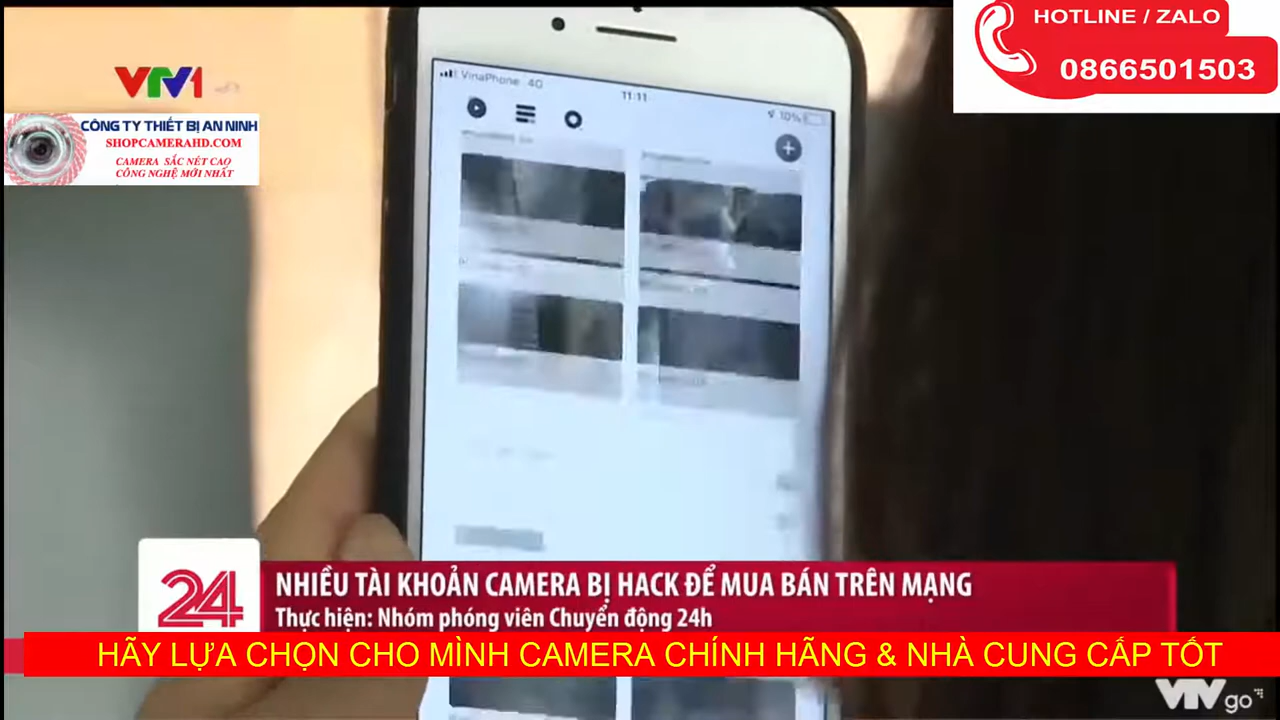 HOTLINE / ZALO
0866501503
VTV1
CÔNG TY THIẾT BỊ AN NINH
SHOPCAMERAHD.COM
CAMERA SẮC NÉT CAO
CÔNG NGHỆ MỚI NHẤT
VinaPhone 4G
11:11
10%
24
NHIỀU TÀI KHOẢN CAMERA BỊ HACK ĐỂ MUA BÁN TRÊN MẠNG
Thực hiện: Nhóm phóng viên Chuyển động 24h
HÃY LỰA CHỌN CHO MÌNH CAMERA CHÍNH HÃNG & NHÀ CUNG CẤP TỐT
VTV go